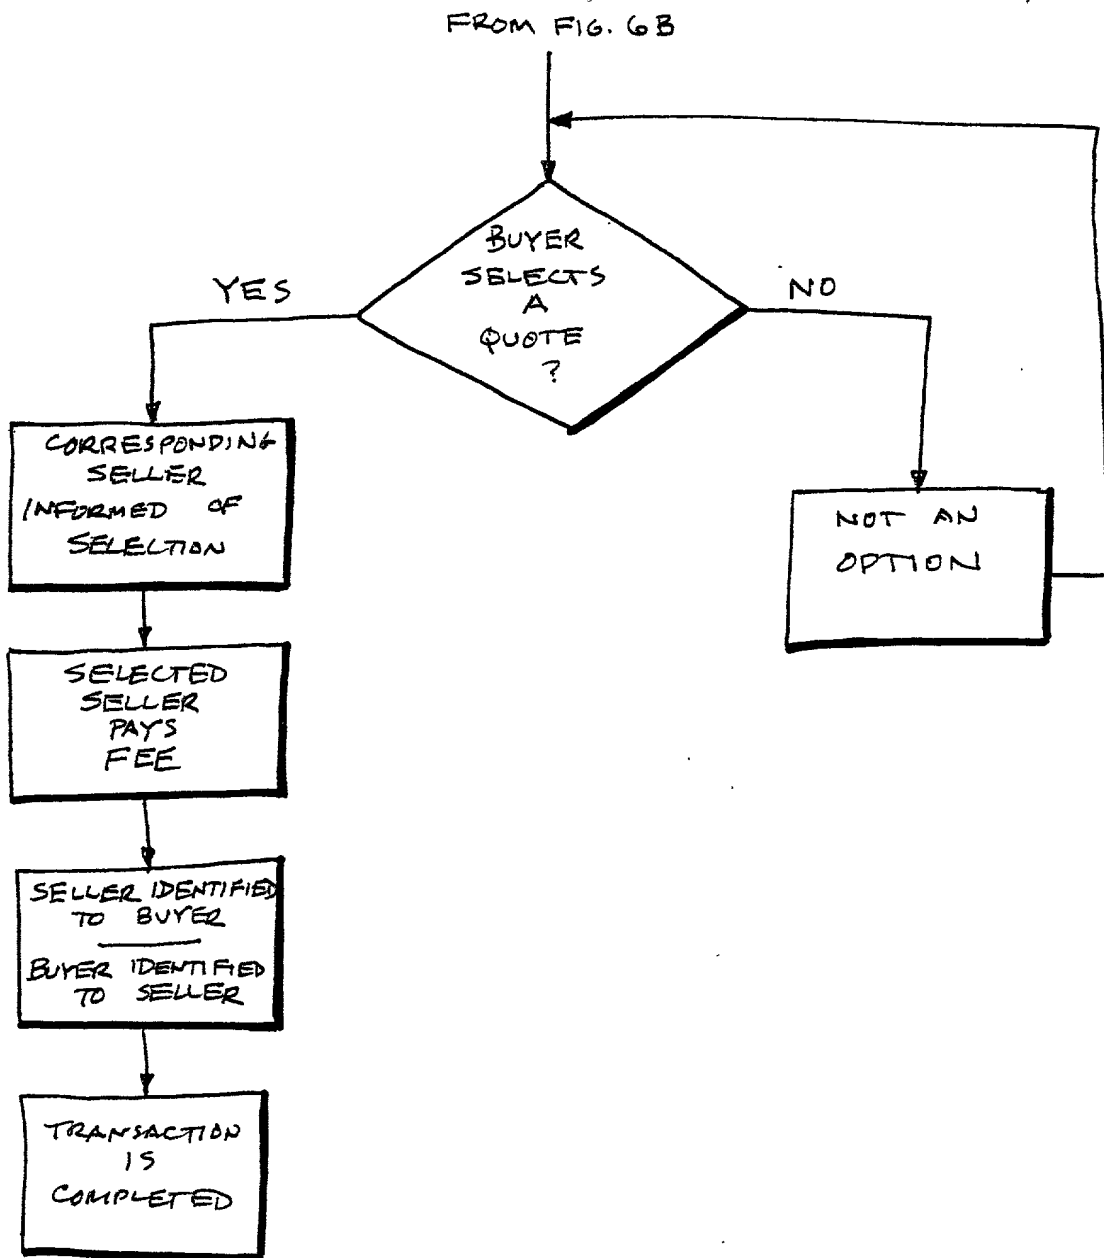 FROM FIG. 6B
BUYER
SELECTS
A
QUOTE
?
YES
NO
CORRESPONDING
SELLER
INFORMED OF
SELECTION
NOT AN
OPTION
SELECTED
SELLER
PAYS
FEE
SELLER IDENTIFIED
TO BUYER
BUYER IDENTIFIED
TO SELLER
TRANSACTION
IS
COMPLETED